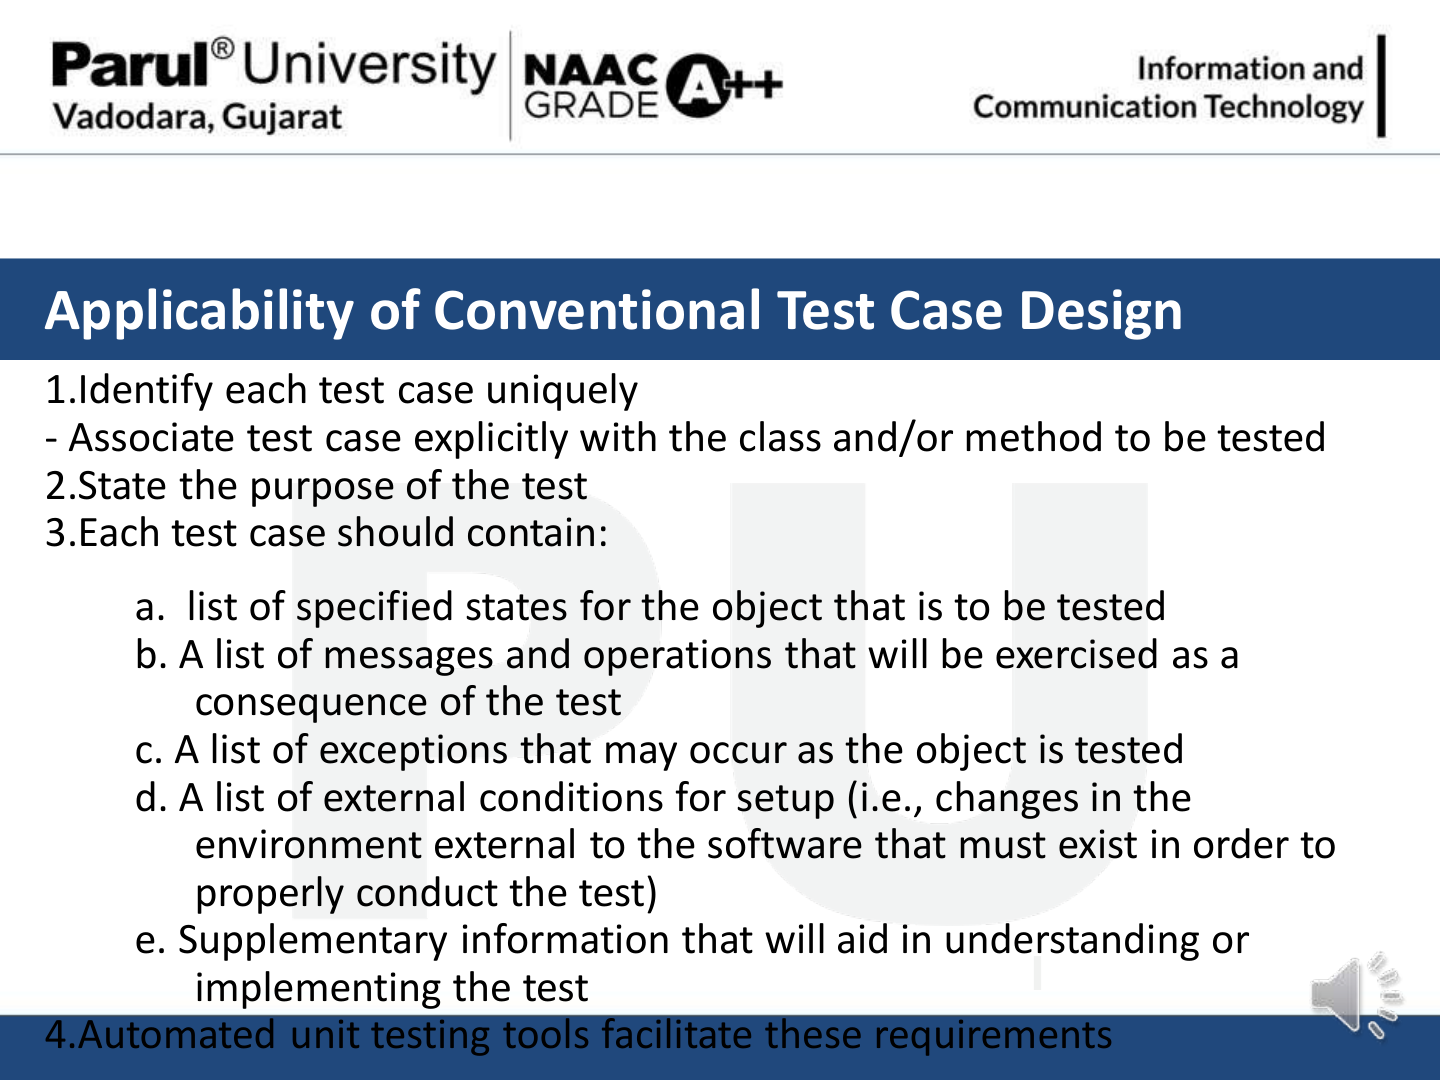 Parul® University
Vadodara, Gujarat
NAAC
GRADE
A++
Information and
Communication Technology
Applicability of Conventional Test Case Design
1.Identify each test case uniquely
- Associate test case explicitly with the class and/or method to be tested
2.State the purpose of the test
3.Each test case should contain:
a. list of specified states for the object that is to be tested
b. A list of messages and operations that will be exercised as a
consequence of the test
c. A list of exceptions that may occur as the object is tested
d. A list of external conditions for setup (i.e., changes in the
environment external to the software that must exist in order to
properly conduct the test)
e. Supplementary information that will aid in understanding or
implementing the test
4.Automated unit testing tools facilitate these requirements
PU